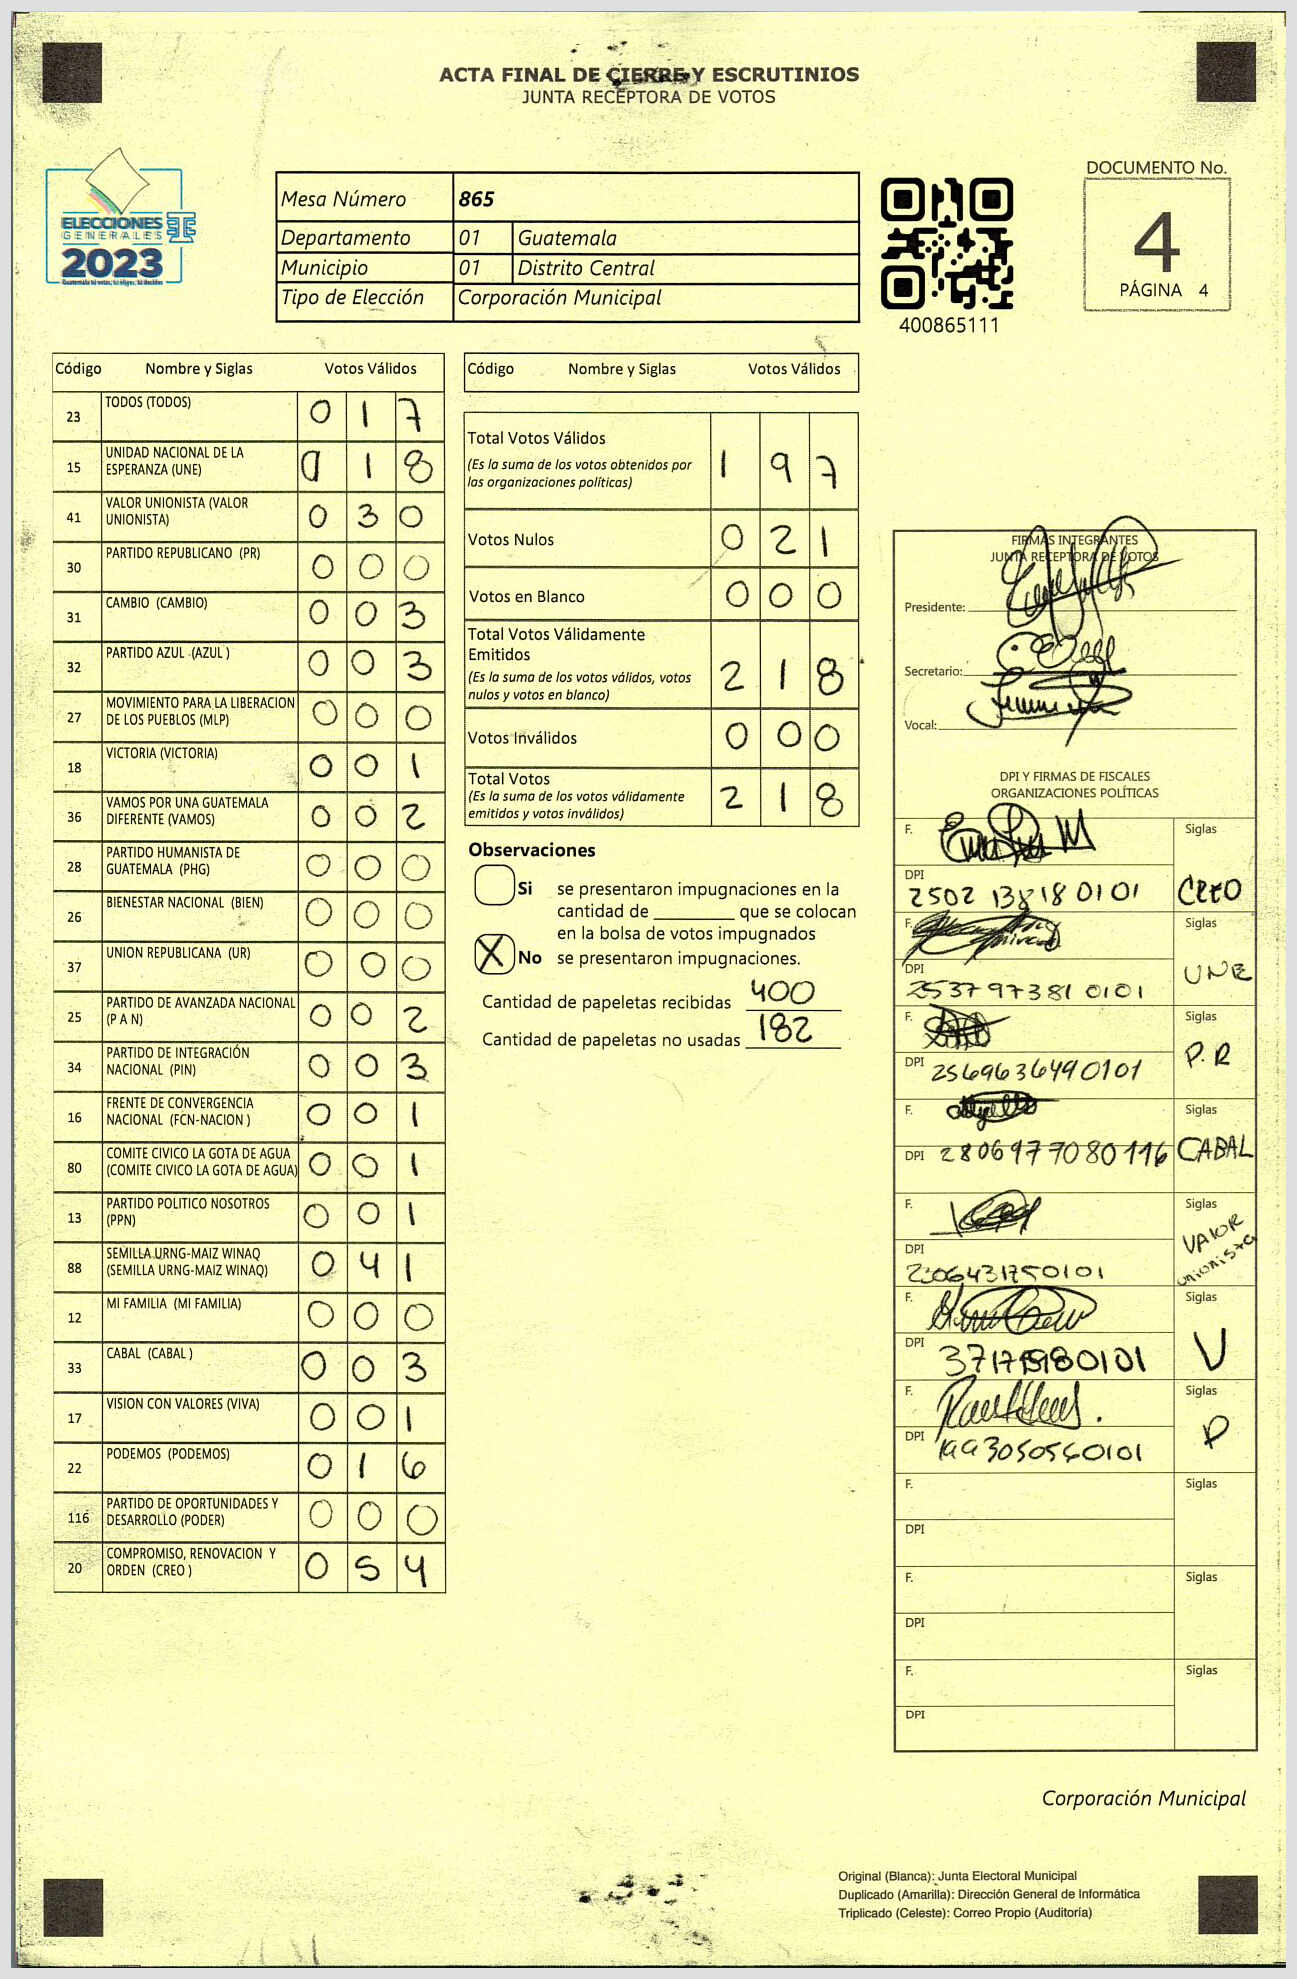 ACTA FINAL DE CIERRE Y ESCRUTINIOS
JUNTA RECEPTORA DE VOTOS
ELECCIONES
GENERALES
2023
Guatemala tú votas, tú eliges, tú decides
Mesa Número 865
Departamento 01 Guatemala
Municipio 01 Distrito Central
Tipo de Elección Corporación Municipal
400865111
DOCUMENTO No.
4
PÁGINA 4
Código Nombre y Siglas Votos Válidos
23 TODOS (TODOS) 0 1 7
15 UNIDAD NACIONAL DE LA
ESPERANZA (UNE) 0 1 8
41 VALOR UNIONISTA (VALOR
UNIONISTA) 0 3 0
30 PARTIDO REPUBLICANO (PR) 0 0 0
31 CAMBIO (CAMBIO) 0 0 3
32 PARTIDO AZUL (AZUL ) 0 0 3
27 MOVIMIENTO PARA LA LIBERACION
DE LOS PUEBLOS (MLP) 0 0 0
18 VICTORIA (VICTORIA) 0 0 1
36 VAMOS POR UNA GUATEMALA
DIFERENTE (VAMOS) 0 0 2
28 PARTIDO HUMANISTA DE
GUATEMALA (PHG) 0 0 0
26 BIENESTAR NACIONAL (BIEN) 0 0 0
37 UNION REPUBLICANA (UR) 0 0 0
25 PARTIDO DE AVANZADA NACIONAL
(P A N) 0 0 2
34 PARTIDO DE INTEGRACIÓN
NACIONAL (PIN) 0 0 3
16 FRENTE DE CONVERGENCIA
NACIONAL (FCN-NACION ) 0 0 1
80 COMITE CIVICO LA GOTA DE AGUA
(COMITE CIVICO LA GOTA DE AGUA) 0 0 1
13 PARTIDO POLITICO NOSOTROS
(PPN) 0 0 1
88 SEMILLA URNG-MAIZ WINAQ
(SEMILLA URNG-MAIZ WINAQ) 0 4 1
12 MI FAMILIA (MI FAMILIA) 0 0 0
33 CABAL (CABAL ) 0 0 3
17 VISION CON VALORES (VIVA) 0 0 1
22 PODEMOS (PODEMOS) 0 1 6
116 PARTIDO DE OPORTUNIDADES Y
DESARROLLO (PODER) 0 0 0
20 COMPROMISO, RENOVACION Y
ORDEN (CREO ) 0 5 4
Código Nombre y Siglas Votos Válidos
Total Votos Válidos
(Es la suma de los votos obtenidos por
las organizaciones políticas) 1 9 7
Votos Nulos 0 2 1
Votos en Blanco 0 0 0
Total Votos Válidamente
Emitidos
(Es la suma de los votos válidos, votos
nulos y votos en blanco) 2 1 8
Votos Inválidos 0 0 0
Total Votos
(Es la suma de los votos válidamente
emitidos y votos inválidos) 2 1 8
Observaciones
Si se presentaron impugnaciones en la
cantidad de ________ que se colocan
en la bolsa de votos impugnados
X No se presentaron impugnaciones.
Cantidad de papeletas recibidas 400
Cantidad de papeletas no usadas 182
FIRMAS INTEGRANTES
JUNTA RECEPTORA DE VOTOS
Presidente:
Secretario:
Vocal:
DPI Y FIRMAS DE FISCALES
ORGANIZACIONES POLÍTICAS
F. Siglas
DPI 2502 13818 0101 CREO
F. Siglas
DPI 2537973810101 UNE
F. Siglas
DPI 2569636490101 P.R
F. Siglas
DPI 2806977080116 CABAL
F. Siglas
VALOR
unionista
DPI 2306431750101
F. Siglas
DPI V
F. Siglas
DPI P
F. Siglas
DPI
F. Siglas
DPI
F. Siglas
DPI
Corporación Municipal
Original (Blanca): Junta Electoral Municipal
Duplicado (Amarilla): Dirección General de Informática
Triplicado (Celeste): Correo Propio (Auditoría)